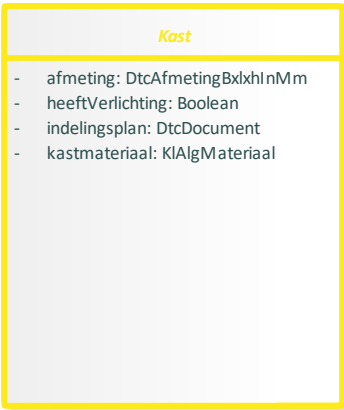 Kast
- afmeting: DtcAfmetingBxlxhInMm
- heeftVerlichting: Boolean
- indelingsplan: DtcDocument
- kastmateriaal: KlAlgMateriaal